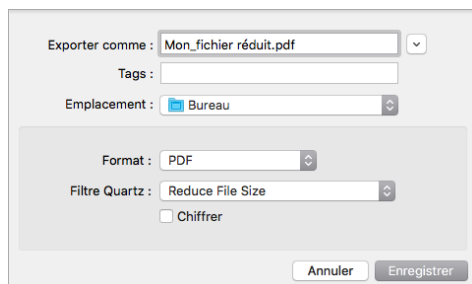 Exporter comme : Mon_fichier réduit.pdf
Tags :
Emplacement : Bureau
Format : PDF
Filtre Quartz : Reduce File Size
Chiffrer
Annuler Enregistrer